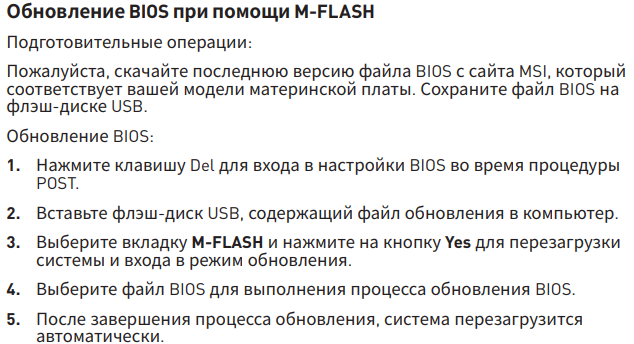 Обновление BIOS при помощи M-FLASH
Подготовительные операции:
Пожалуйста, скачайте последнюю версию файла BIOS с сайта MSI, который
соответствует вашей модели материнской платы. Сохраните файл BIOS на
флэш-диске USB.
Обновление BIOS:
1. Нажмите клавишу Del для входа в настройки BIOS во время процедуры
POST.
2. Вставьте флэш-диск USB, содержащий файл обновления в компьютер.
3. Выберите вкладку M-FLASH и нажмите на кнопку Yes для перезагрузки
системы и входа в режим обновления.
4. Выберите файл BIOS для выполнения процесса обновления BIOS.
5. После завершения процесса обновления, система перезагрузится
автоматически.